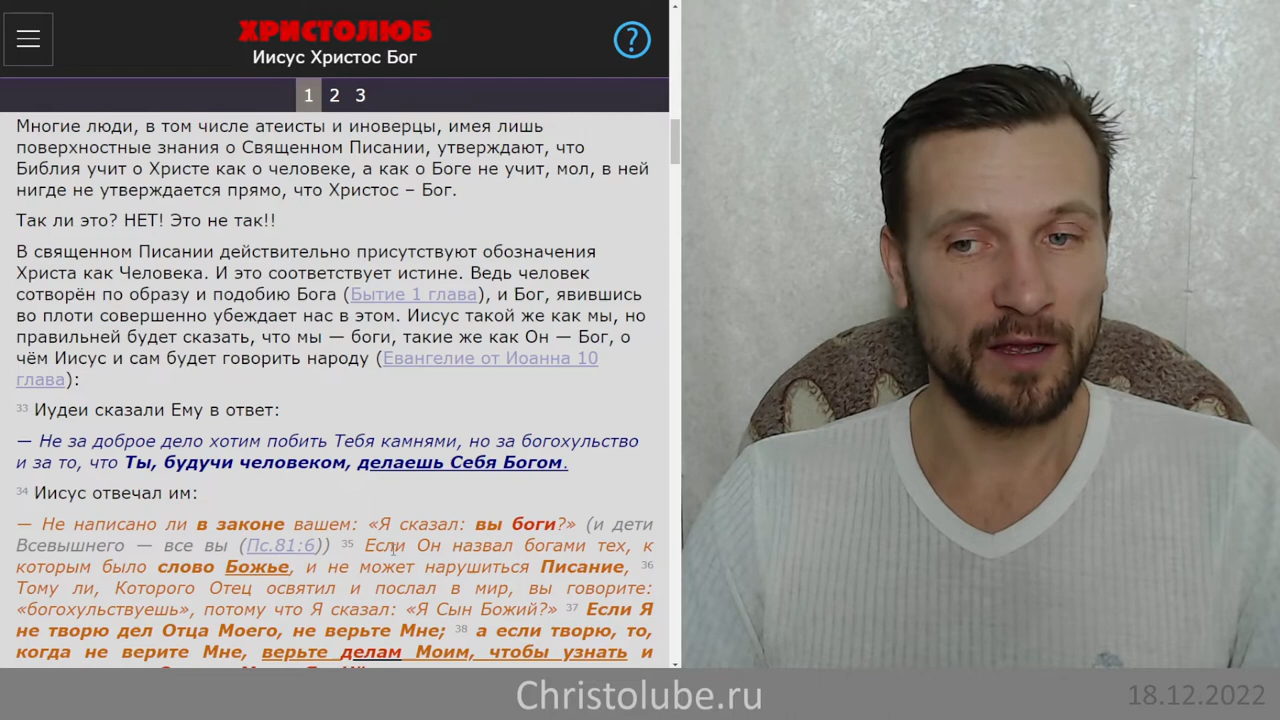 ХРИСТОЛЮБ
Иисус Христос Бог
?
1 2 3
Многие люди, в том числе атеисты и иноверцы, имея лишь
поверхностные знания о Священном Писании, утверждают, что
Библия учит о Христе как о человеке, а как о Боге не учит, мол, в ней
нигде не утверждается прямо, что Христос – Бог.
Так ли это? НЕТ! Это не так!!
В священном Писании действительно присутствуют обозначения
Христа как Человека. И это соответствует истине. Ведь человек
сотворён по образу и подобию Бога (Бытие 1 глава), и Бог, явившись
во плоти совершенно убеждает нас в этом. Иисус такой же как мы, но
правильней будет сказать, что мы — боги, такие же как Он — Бог, о
чём Иисус и сам будет говорить народу (Евангелие от Иоанна 10
глава):
33 Иудеи сказали Ему в ответ:
— Не за доброе дело хотим побить Тебя камнями, но за богохульство
и за то, что Ты, будучи человеком, делаешь Себя Богом.
34 Иисус отвечал им:
— Не написано ли в законе вашем: «Я сказал: вы боги?» (и дети
Всевышнего — все вы (Пс.81:6)) 35 Если Он назвал богами тех, к
которым было слово Божье, и не может нарушиться Писание, 36
Тому ли, Которого Отец освятил и послал в мир, вы говорите:
«богохульствуешь», потому что Я сказал: «Я Сын Божий?» 37 Если Я
не творю дел Отца Моего, не верьте Мне; 38 а если творю, то,
когда не верите Мне, верьте делам Моим, чтобы узнать и
Christolube.ru
18.12.2022